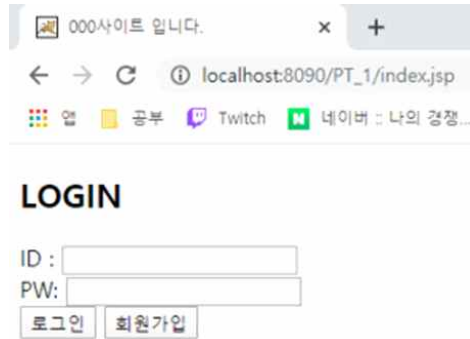 000사이트 입니다.
localhost:8090/PT_1/index.jsp
앱 공부 Twitch N 네이버 :: 나의 경쟁...
LOGIN
ID :
PW:
로그인 회원가입